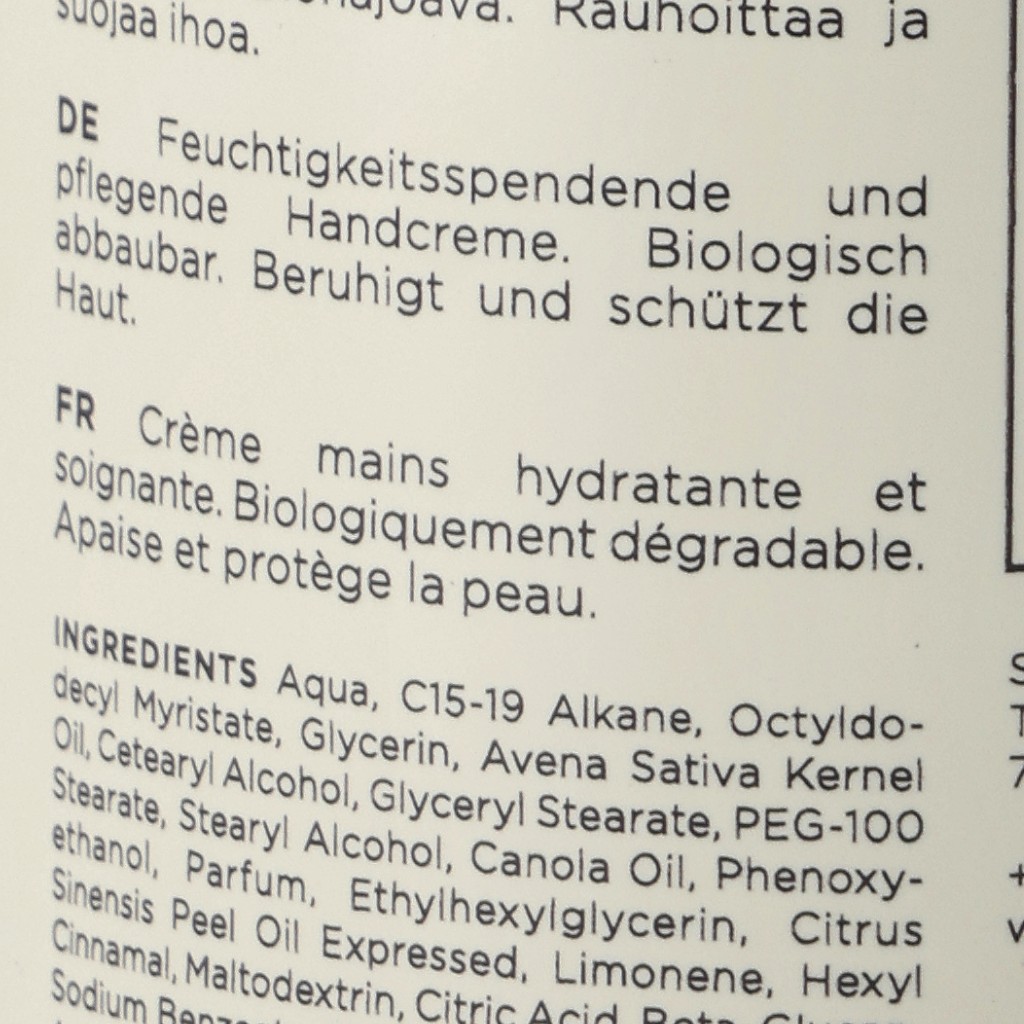 Rauhoittaa ja
suojaa ihoa.
DE Feuchtigkeitsspendende und
pflegende Handcreme. Biologisch
abbaubar. Beruhigt und schützt die
Haut.
FR Crème mains hydratante et
soignante. Biologiquement dégradable.
Apaise et protège la peau.
INGREDIENTS Aqua, C15-19 Alkane, Octyldo-
decyl Myristate, Glycerin, Avena Sativa Kernel
Oil, Cetearyl Alcohol, Glyceryl Stearate, PEG-100
Stearate, Stearyl Alcohol, Canola Oil, Phenoxy-
ethanol, Parfum, Ethylhexylglycerin, Citrus
Sinensis Peel Oil Expressed, Limonene, Hexyl
Cinnamal, Maltodextrin, Citric Acid,
Sodium